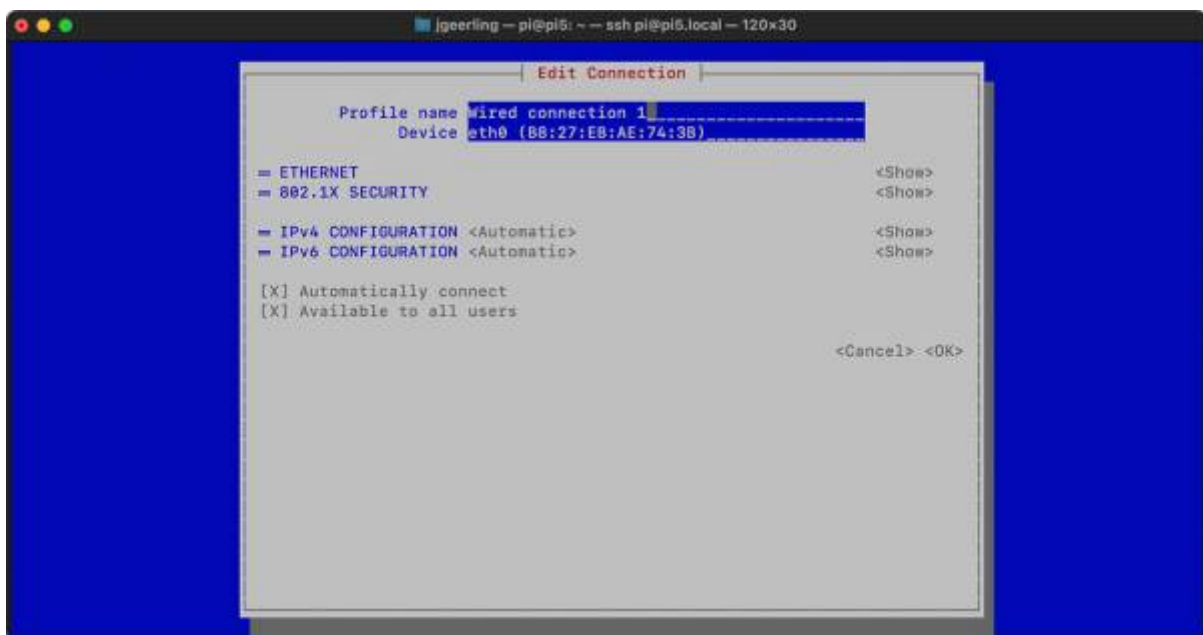 jgeerling — pi@pi5: ~ — ssh pi@pi5.local — 120×30
Edit Connection
Profile name Wired connection 1
Device eth0 (B8:27:EB:AE:74:3B)
= ETHERNET <Show>
= 802.1X SECURITY <Show>
= IPv4 CONFIGURATION <Automatic> <Show>
= IPv6 CONFIGURATION <Automatic> <Show>
[X] Automatically connect
[X] Available to all users
<Cancel> <OK>